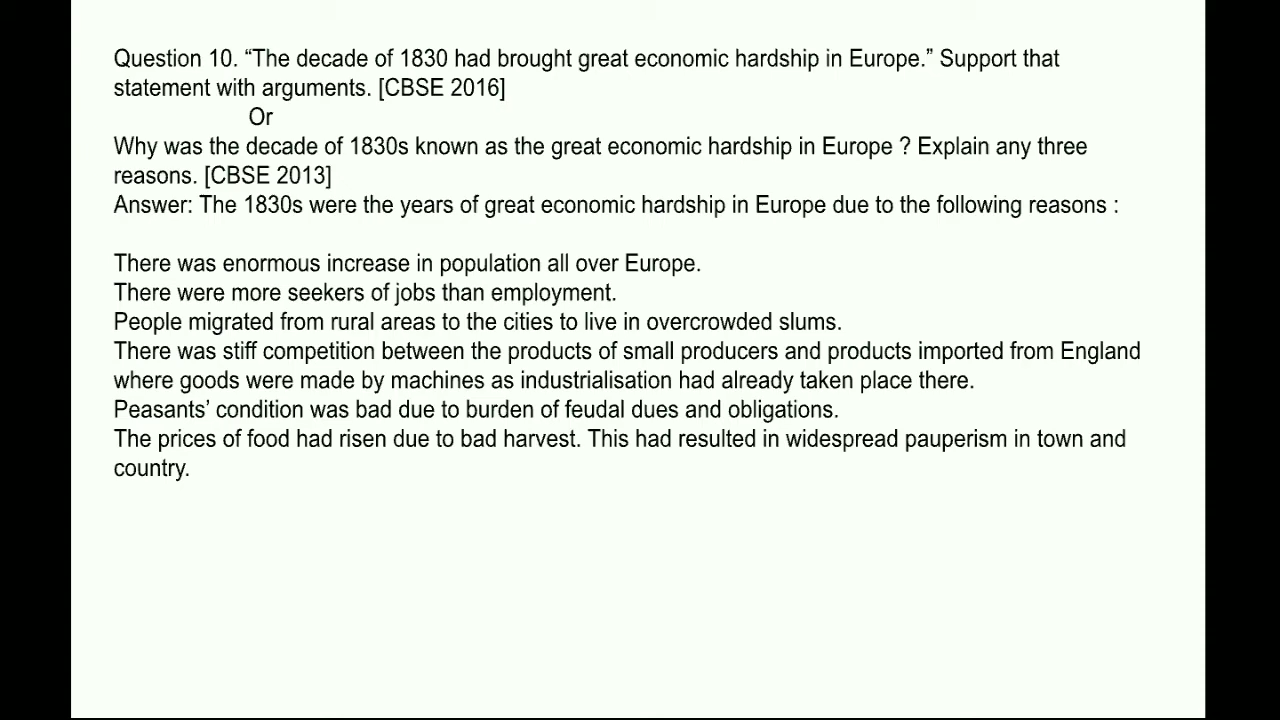 Question 10. “The decade of 1830 had brought great economic hardship in Europe.” Support that
statement with arguments. [CBSE 2016]
Or
Why was the decade of 1830s known as the great economic hardship in Europe ? Explain any three
reasons. [CBSE 2013]
Answer: The 1830s were the years of great economic hardship in Europe due to the following reasons :
There was enormous increase in population all over Europe.
There were more seekers of jobs than employment.
People migrated from rural areas to the cities to live in overcrowded slums.
There was stiff competition between the products of small producers and products imported from England
where goods were made by machines as industrialisation had already taken place there.
Peasants’ condition was bad due to burden of feudal dues and obligations.
The prices of food had risen due to bad harvest. This had resulted in widespread pauperism in town and
country.